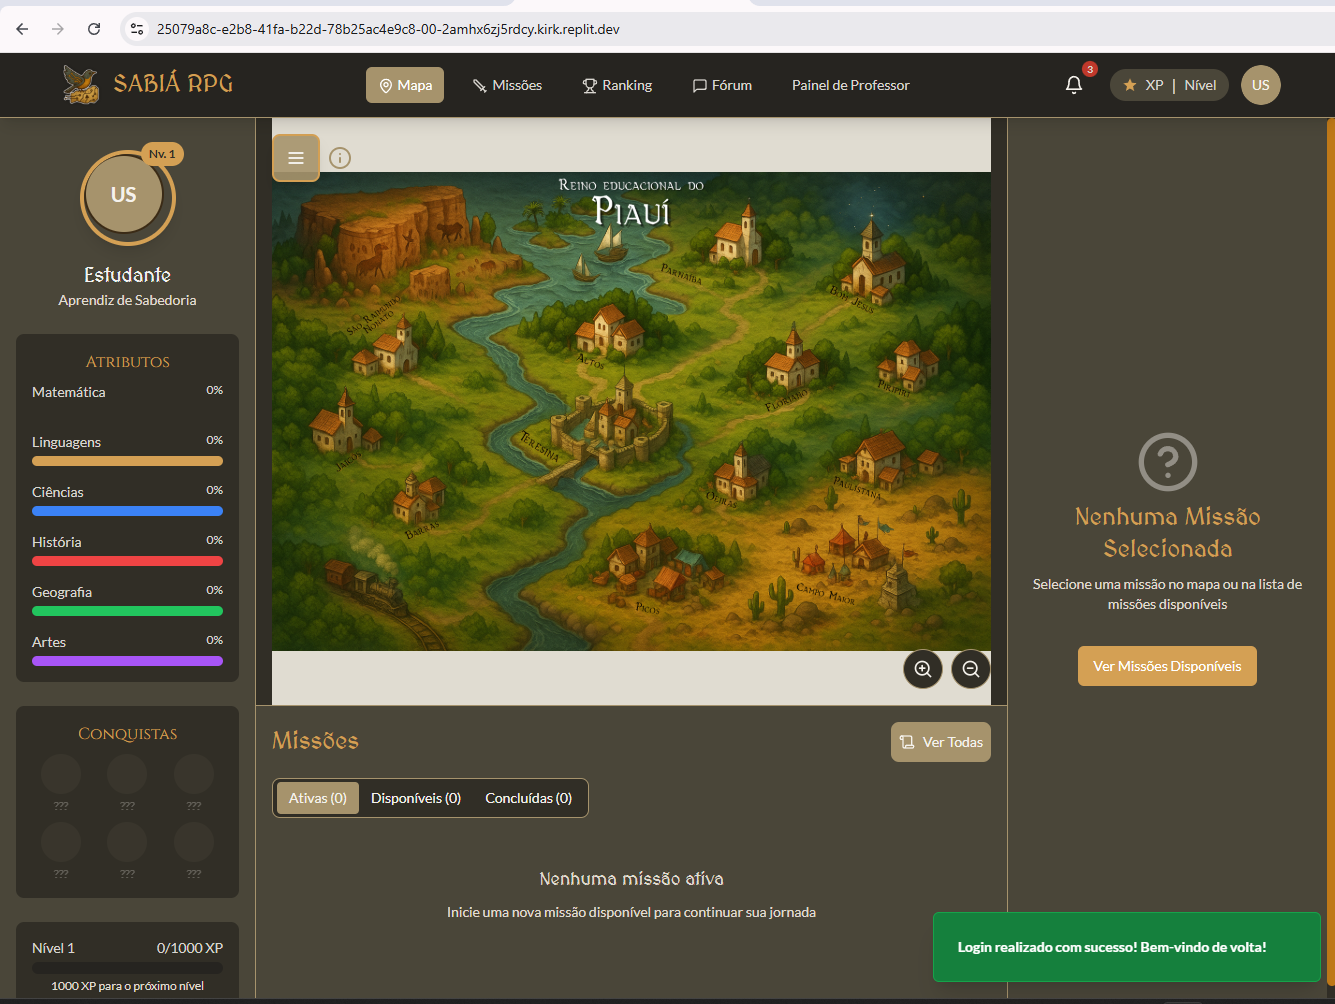 25079a8c-e2b8-41fa-b22d-78b25ac4e9c8-00-2amhx6zj5rdcy.kirk.replit.dev
SABIÁ RPG
Mapa
Missões
Ranking
Fórum
Painel de Professor
3
XP | Nível
US
Nv. 1
US
Estudante
Aprendiz de Sabedoria
Atributos
Matemática 0%
Linguagens 0%
Ciências 0%
História 0%
Geografia 0%
Artes 0%
Conquistas
??? ??? ???
??? ??? ???
Nível 1 0/1000 XP
1000 XP para o próximo nível
Reino educacional do
Piauí
Parnaíba
Bom Jesus
São Raimundo
Nonato
Altos
Floriano
Piripiri
Teresina
Jaicós
Oeiras
Paulistana
Barras
Picos
Campo Maior
Missões
Ver Todas
Ativas (0) Disponíveis (0) Concluídas (0)
Nenhuma missão ativa
Inicie uma nova missão disponível para continuar sua jornada
Nenhuma Missão
Selecionada
Selecione uma missão no mapa ou na lista de
missões disponíveis
Ver Missões Disponíveis
Login realizado com sucesso! Bem-vindo de volta!